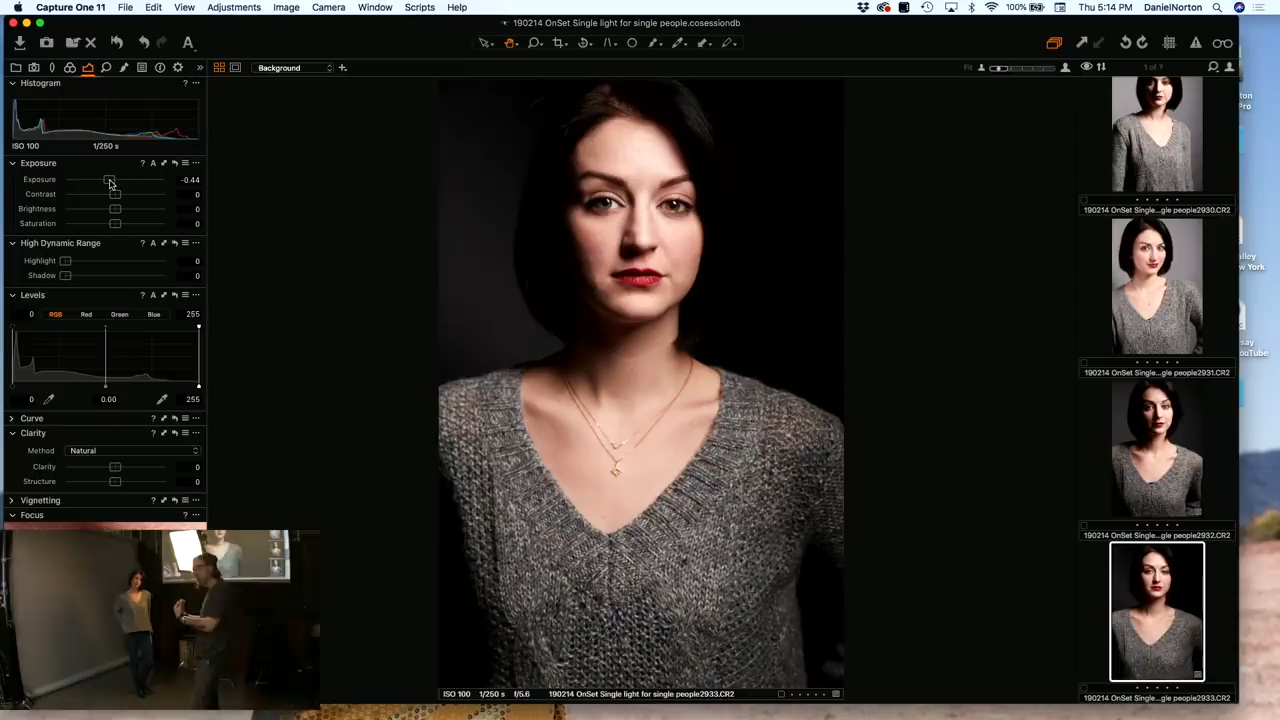 Capture One 11 File Edit View Adjustments Image Camera Window Scripts Help 100% Thu 5:14 PM DanielNorton
190214 OnSet Single light for single people.cosessiondb
Background
Fit
1 of 7
Histogram
ISO 100 1/250 s
Exposure
Exposure -0.44
Contrast 0
Brightness 0
Saturation 0
High Dynamic Range
Highlight 0
Shadow 0
Levels
0 RGB Red Green Blue 255
0 0.00 255
Curve
Clarity
Method Natural
Clarity 0
Structure 0
Vignetting
Focus
ISO 100 1/250 s f/5.6 190214 OnSet Single light for single people2933.CR2
190214 OnSet Single...gle people2930.CR2
190214 OnSet Single...gle people2931.CR2
190214 OnSet Single...gle people2932.CR2
190214 OnSet Single...gle people2933.CR2